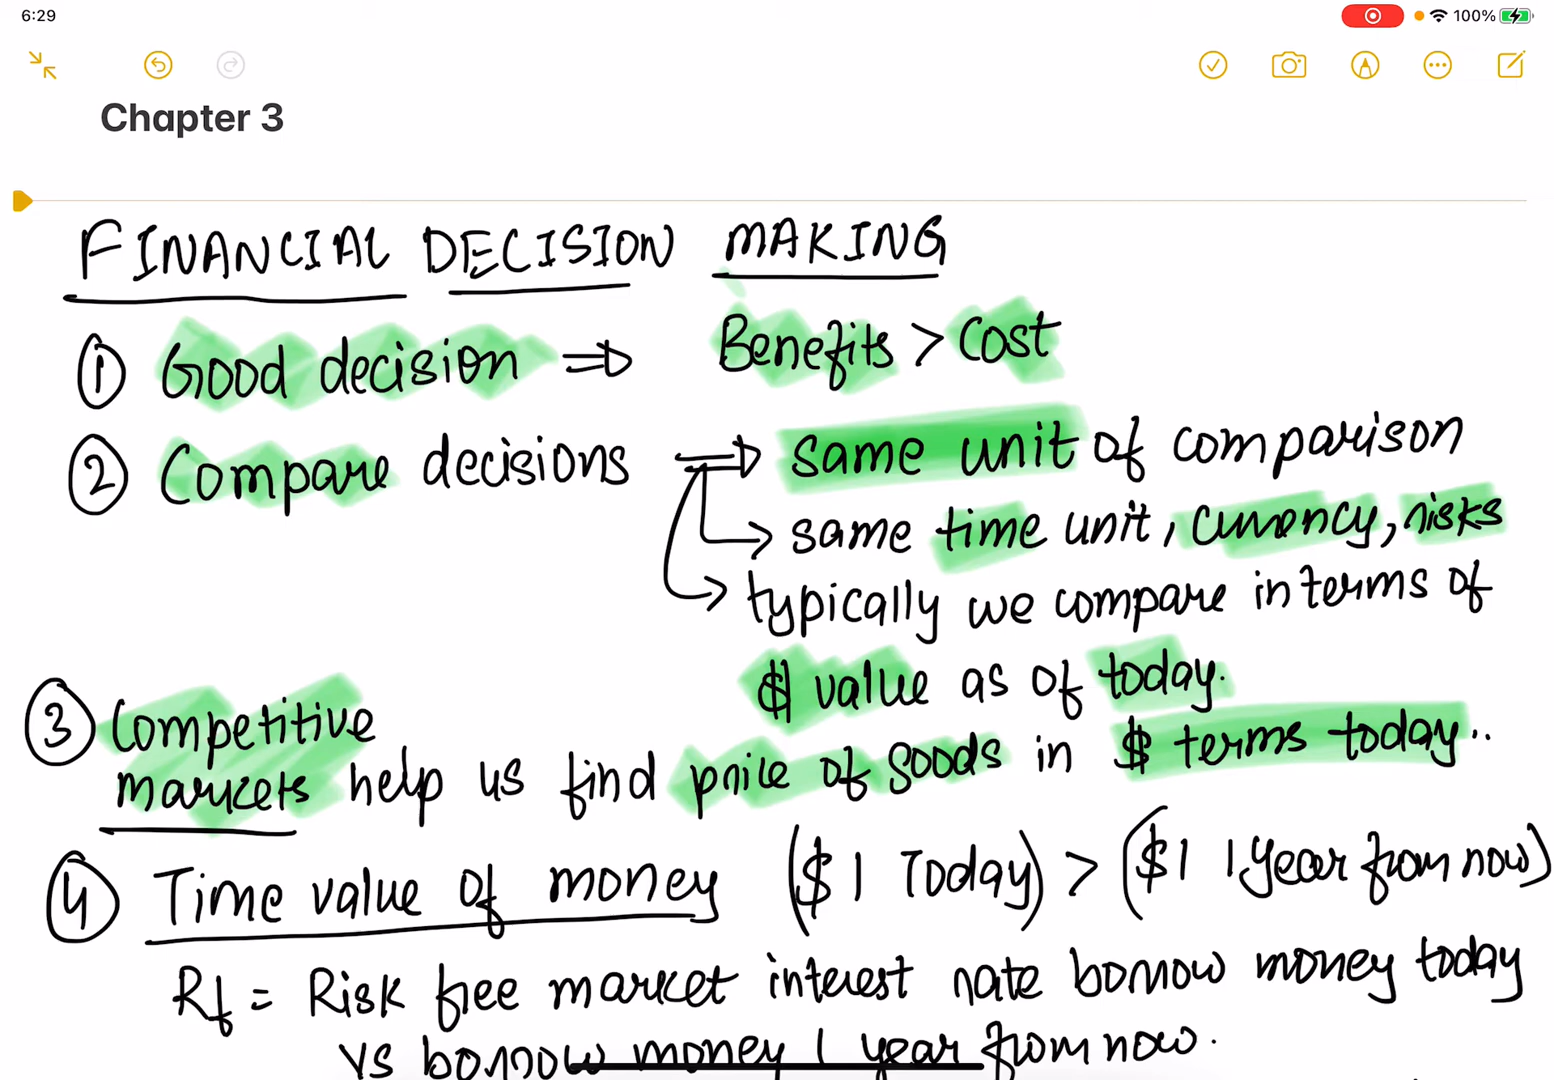 6:29
100%
Chapter 3
FINANCIAL DECISION MAKING
① Good decision ⇒ Benefits > Cost
② Compare decisions ⇒ same unit of comparison
→ same time unit, currency, risks
→ typically we compare in terms of
$ value as of today.
③ Competitive
markets help us find price of goods in $ terms today..
④ Time value of money ($1 Today) > ($1 1 year from now)
Rf = Risk free market interest rate borrow money today
vs borrow money 1 year from now.